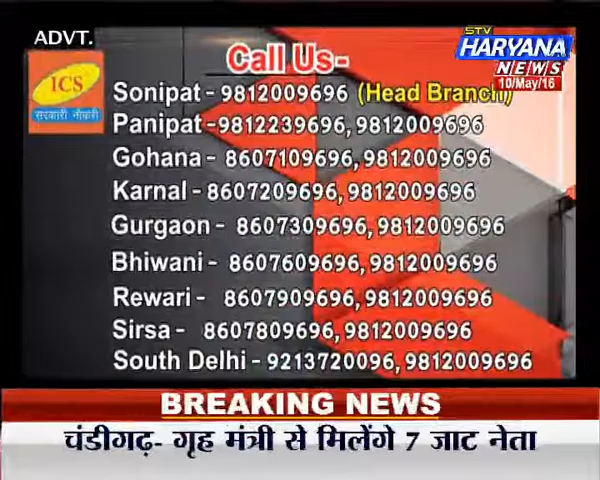 ADVT.
STV
HARYANA
NEWS
10/May/16
ICS
सरकारी नौकरी
Call Us-
Sonipat - 9812009696 (Head Branch)
Panipat-9812239696, 9812009696
Gohana - 8607109696, 9812009696
Karnal - 8607209696, 9812009696
Gurgaon - 8607309696, 9812009696
Bhiwani - 8607609696, 9812009696
Rewari - 8607909696, 9812009696
Sirsa - 8607809696, 9812009696
South Delhi - 9213720096, 9812009696
BREAKING NEWS
चंडीगढ़- गृह मंत्री से मिलेंगे 7 जाट नेता